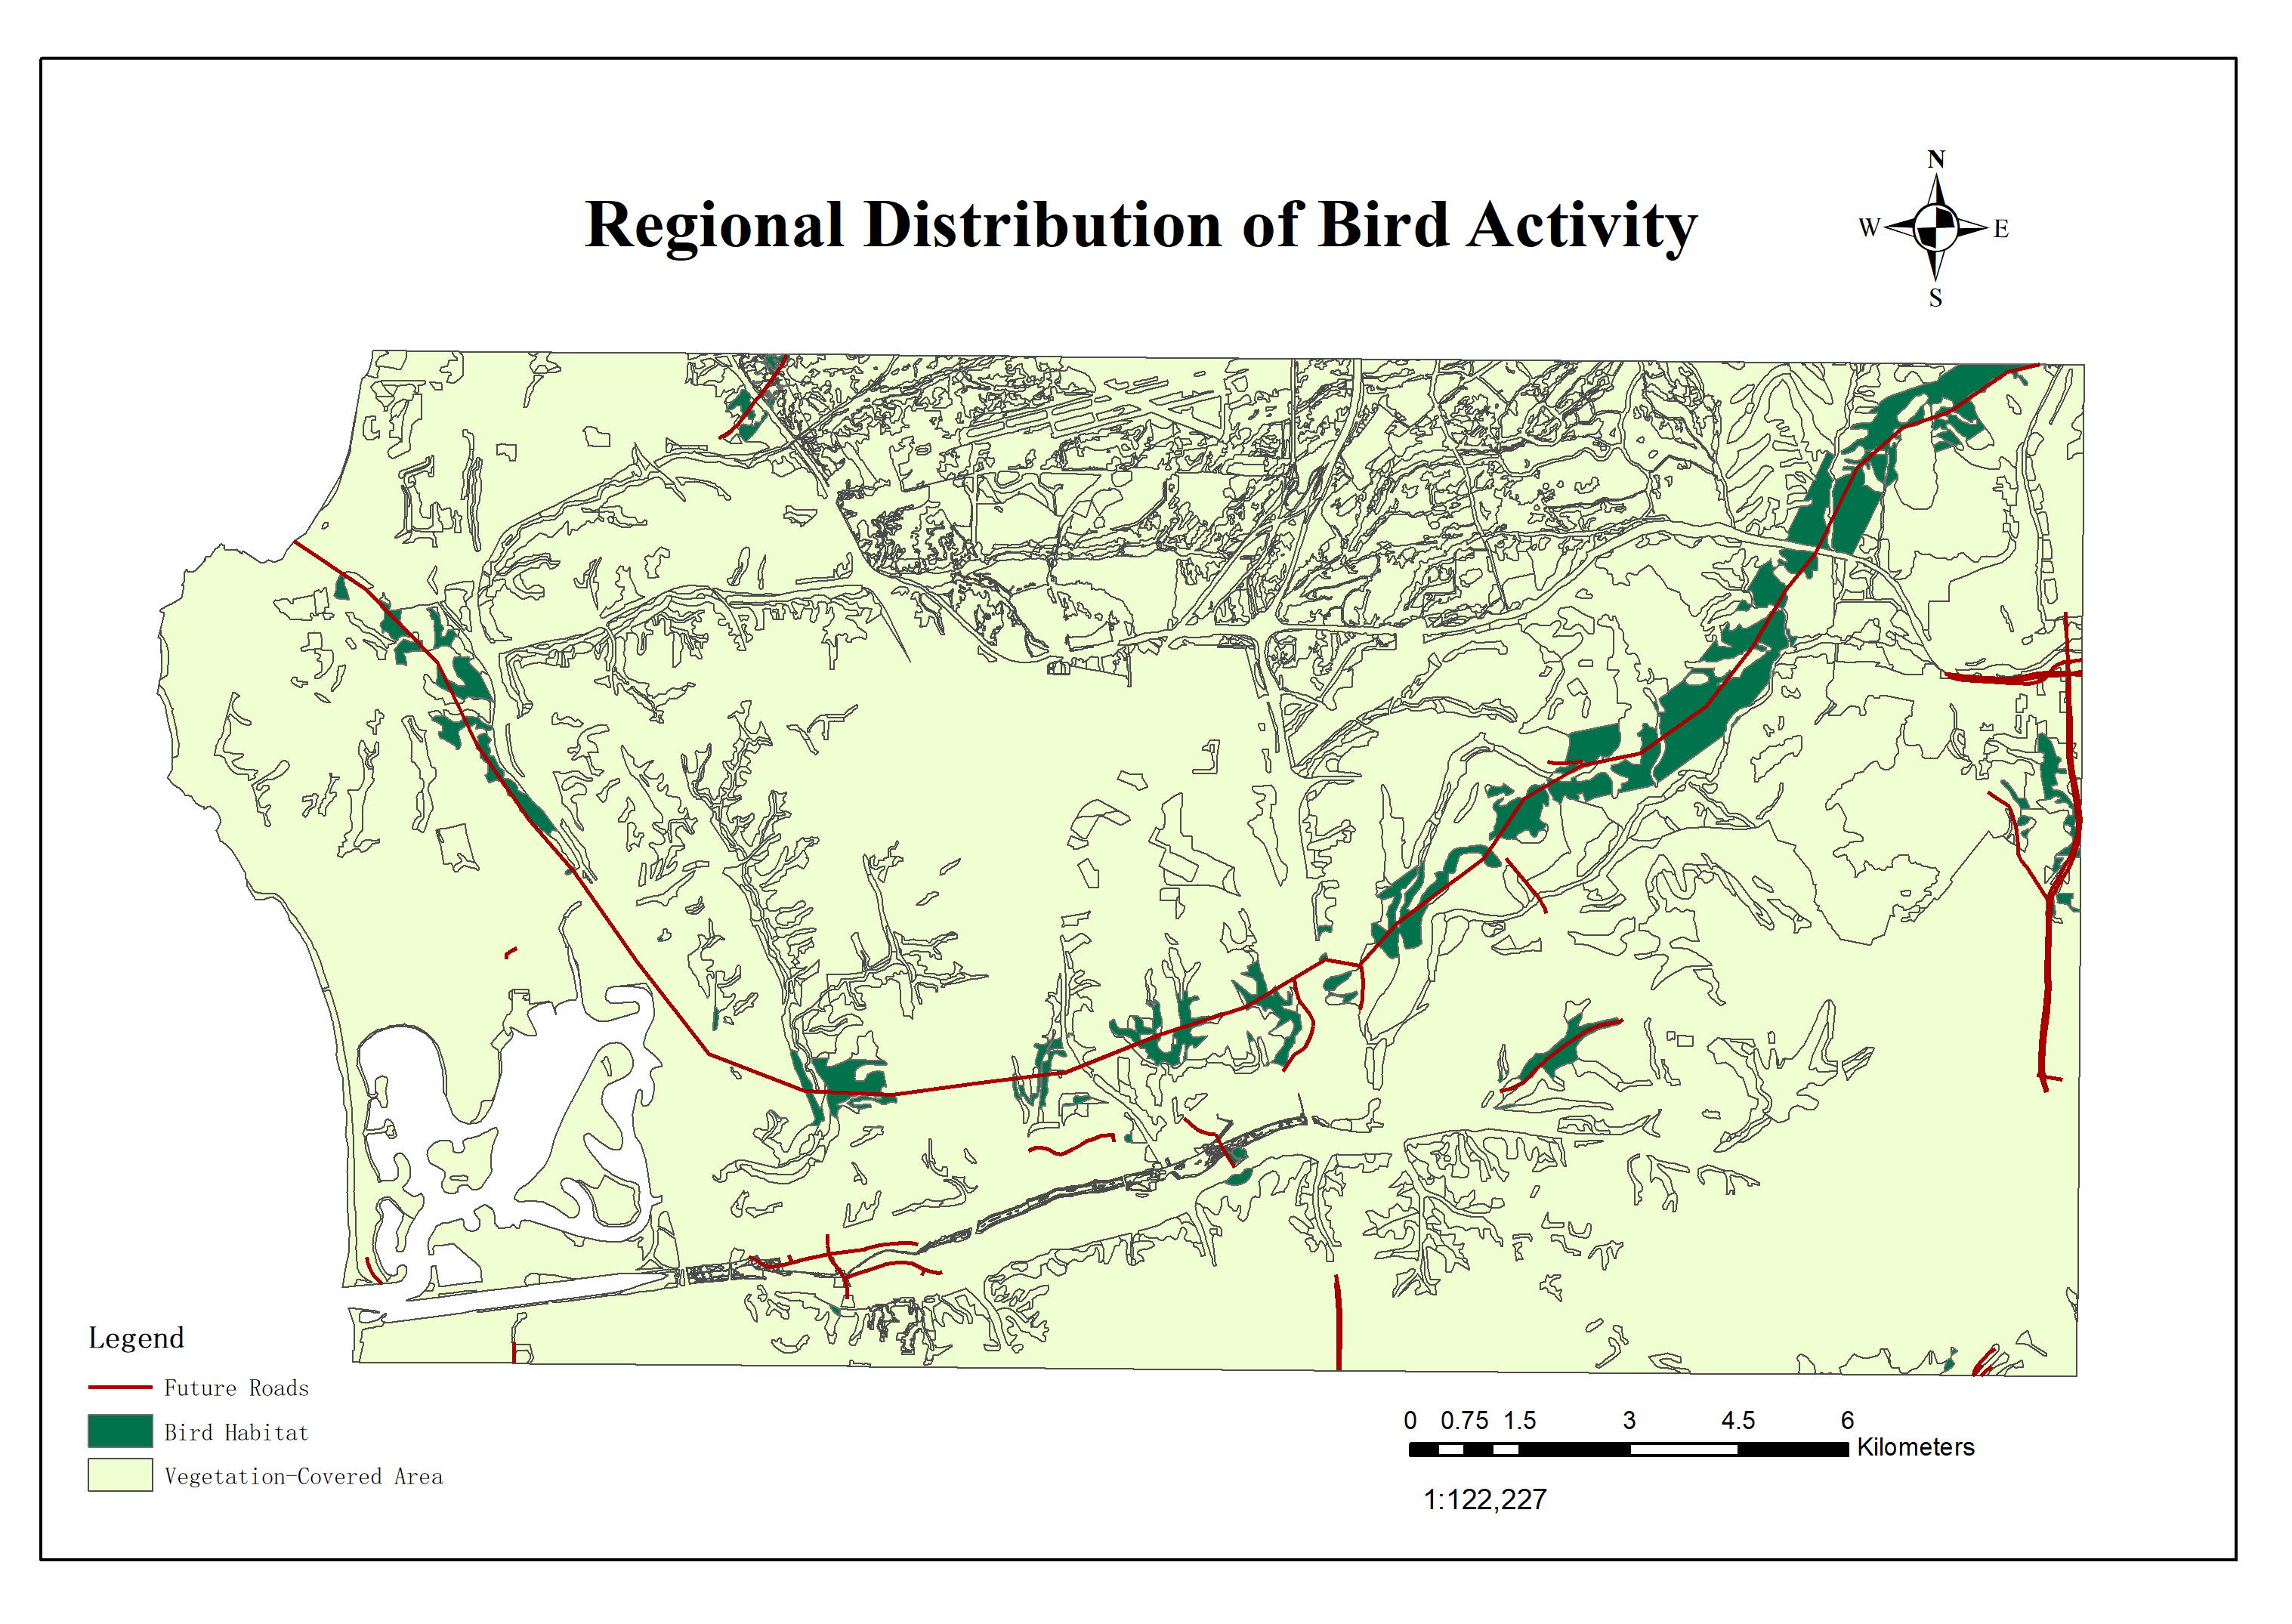 N
Regional Distribution of Bird Activity
W E
S
Legend
Future Roads
Bird Habitat
Vegetation-Covered Area
0 0.75 1.5 3 4.5 6
Kilometers
1:122,227